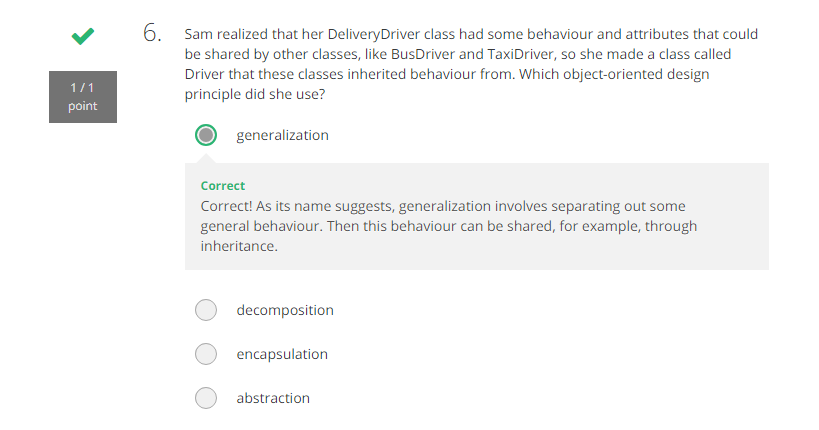 6.
Sam realized that her DeliveryDriver class had some behaviour and attributes that could
be shared by other classes, like BusDriver and TaxiDriver, so she made a class called
Driver that these classes inherited behaviour from. Which object-oriented design
principle did she use?
1 / 1
point
generalization
Correct
Correct! As its name suggests, generalization involves separating out some
general behaviour. Then this behaviour can be shared, for example, through
inheritance.
decomposition
encapsulation
abstraction